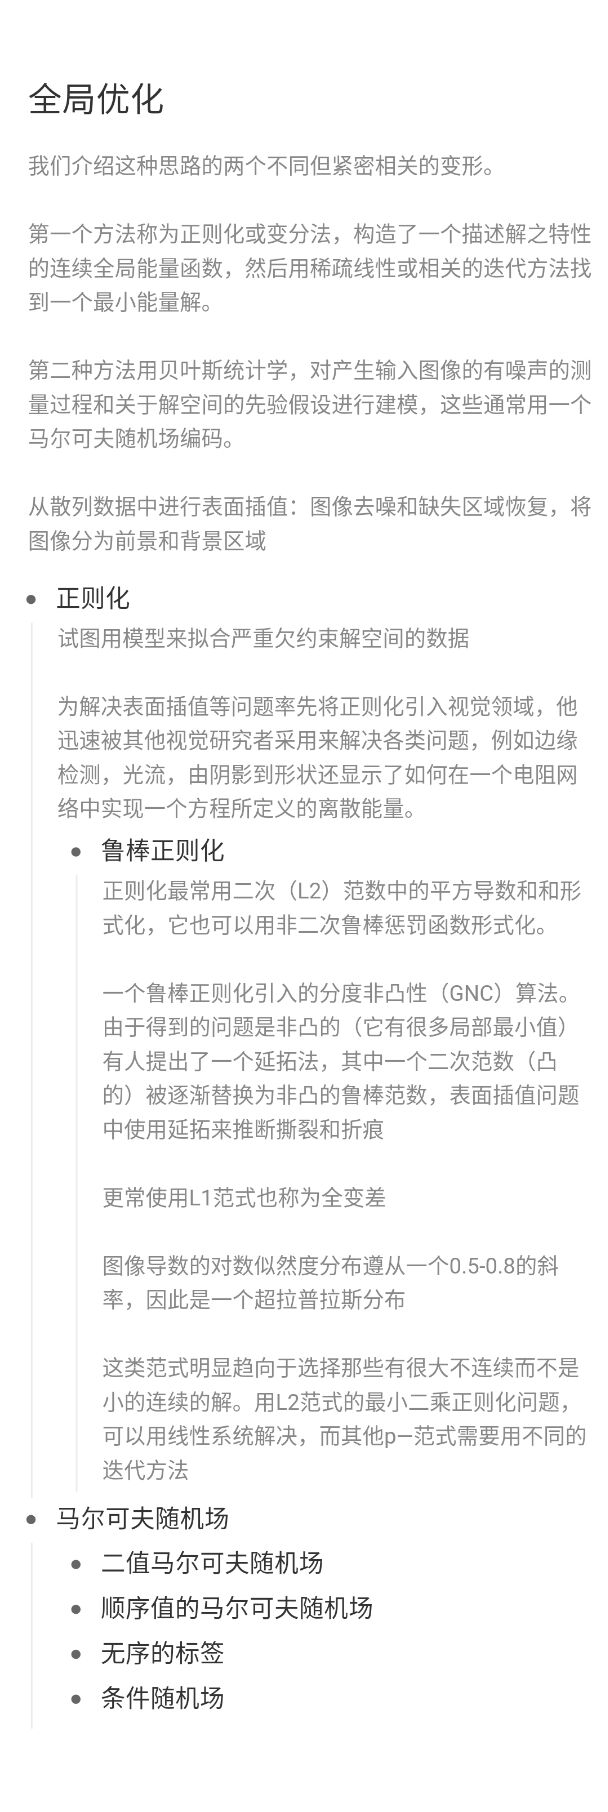 全局优化
我们介绍这种思路的两个不同但紧密相关的变形。
第一个方法称为正则化或变分法，构造了一个描述解之特性
的连续全局能量函数，然后用稀疏线性或相关的迭代方法找
到一个最小能量解。
第二种方法用贝叶斯统计学，对产生输入图像的有噪声的测
量过程和关于解空间的先验假设进行建模，这些通常用一个
马尔可夫随机场编码。
从散列数据中进行表面插值：图像去噪和缺失区域恢复，将
图像分为前景和背景区域
• 正则化
试图用模型来拟合严重欠约束解空间的数据
为解决表面插值等问题率先将正则化引入视觉领域，他
迅速被其他视觉研究者采用来解决各类问题，例如边缘
检测，光流，由阴影到形状还显示了如何在一个电阻网
络中实现一个方程所定义的离散能量。
• 鲁棒正则化
正则化最常用二次（L2）范数中的平方导数和和形
式化，它也可以用非二次鲁棒惩罚函数形式化。
一个鲁棒正则化引入的分度非凸性（GNC）算法。
由于得到的问题是非凸的（它有很多局部最小值）
有人提出了一个延拓法，其中一个二次范数（凸
的）被逐渐替换为非凸的鲁棒范数，表面插值问题
中使用延拓来推断撕裂和折痕
更常使用L1范式也称为全变差
图像导数的对数似然度分布遵从一个0.5-0.8的斜
率，因此是一个超拉普拉斯分布
这类范式明显趋向于选择那些有很大不连续而不是
小的连续的解。用L2范式的最小二乘正则化问题，
可以用线性系统解决，而其他p—范式需要用不同的
迭代方法
• 马尔可夫随机场
• 二值马尔可夫随机场
• 顺序值的马尔可夫随机场
• 无序的标签
• 条件随机场